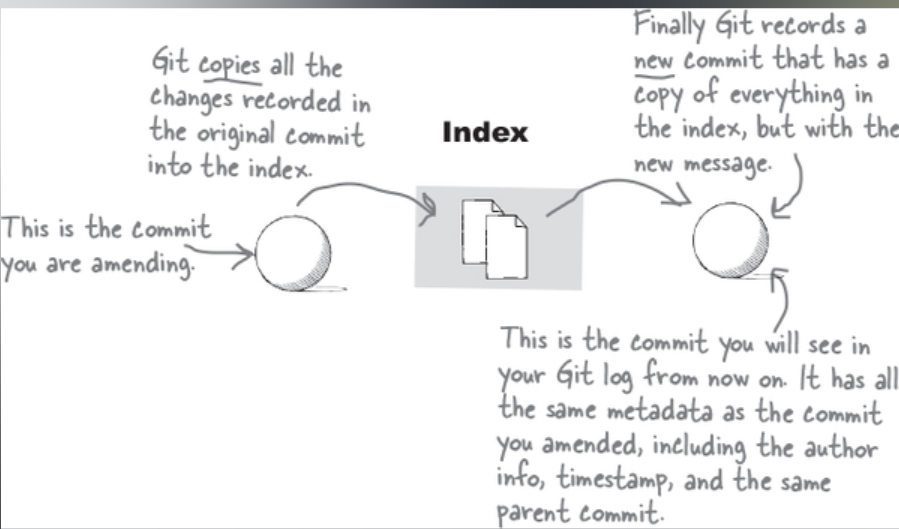 Git copies all the
changes recorded in
the original commit
into the index.
Index
Finally Git records a
new commit that has a
copy of everything in
the index, but with the
new message.
This is the commit
you are amending.
This is the commit you will see in
your Git log from now on. It has all
the same metadata as the commit
you amended, including the author
info, timestamp, and the same
parent commit.